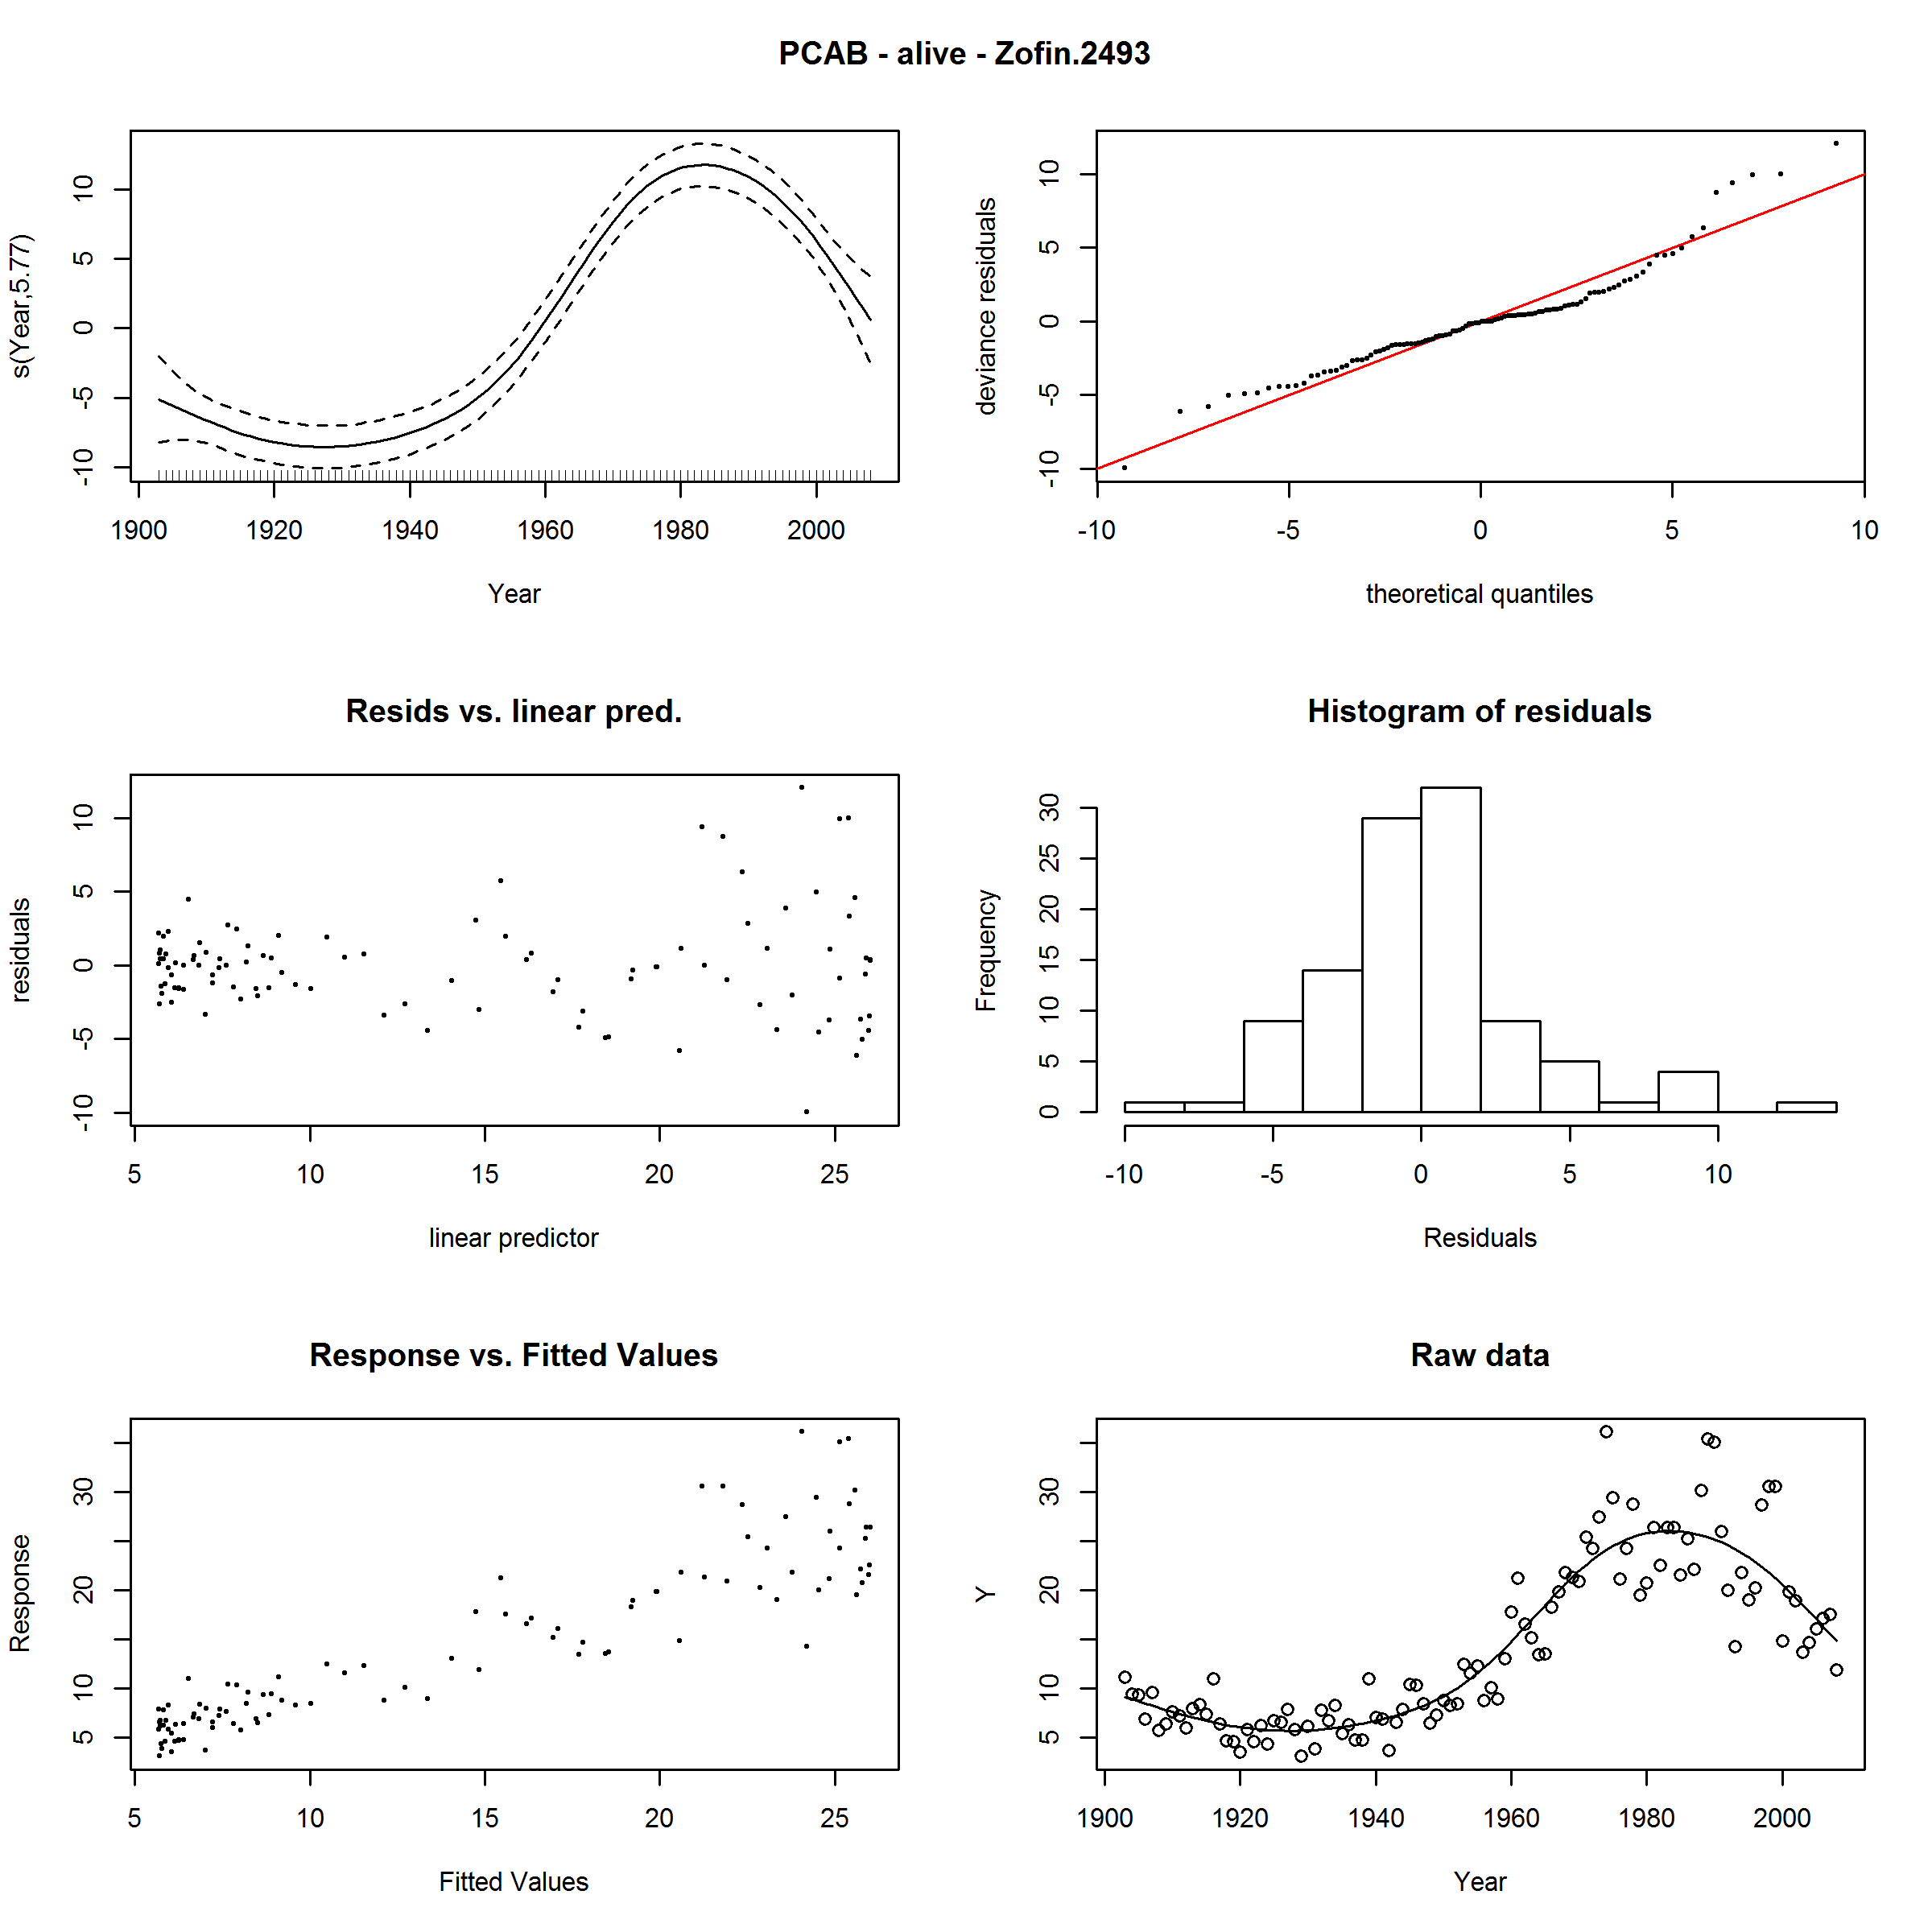 PCAB - alive - Zofin.2493
s(Year,5.77)
-10 -5 0 5 10
1900 1920 1940 1960 1980 2000
Year
deviance residuals
-10 -5 0 5 10
-10 -5 0 5 10
theoretical quantiles
Resids vs. linear pred.
residuals
-10 -5 0 5 10
5 10 15 20 25
linear predictor
Histogram of residuals
Frequency
0 5 10 15 20 25 30
-10 -5 0 5 10
Residuals
Response vs. Fitted Values
Response
5 10 20 30
5 10 15 20 25
Fitted Values
Raw data
Y
5 10 20 30
1900 1920 1940 1960 1980 2000
Year